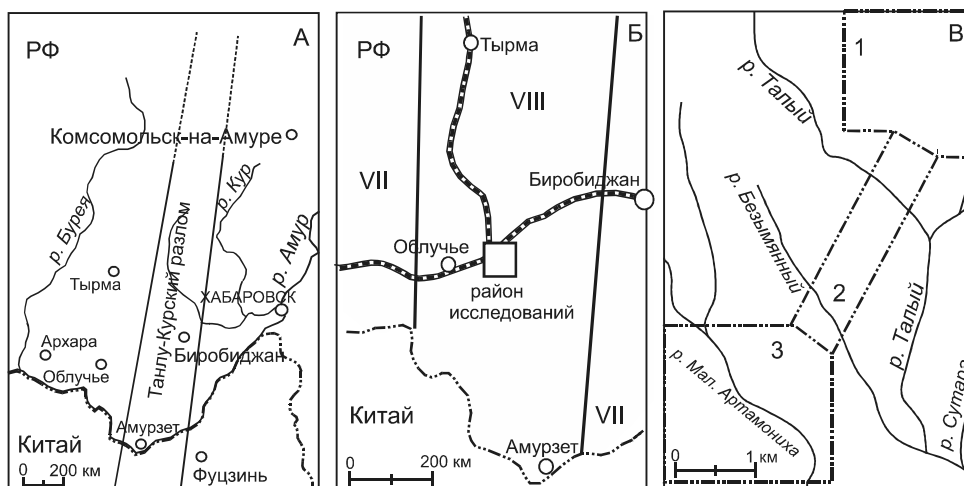 РФ
А
Комсомольск-на-Амуре
р. Бурея
р. Кур
р. Амур
Танлу-Курский разлом
Тырма
ХАБАРОВСК
Архара
Облучье
Биробиджан
Амурзет
Китай
Фуцзинь
0 200 км
РФ
Б
Тырма
VIII
VII
Биробиджан
Облучье
район
исследований
Китай
VII
Амурзет
0 200 км
1
В
р. Талый
р. Безымянный
2
р. Талый
3
р. Мал. Артамониха
р. Сутара
0 1 км